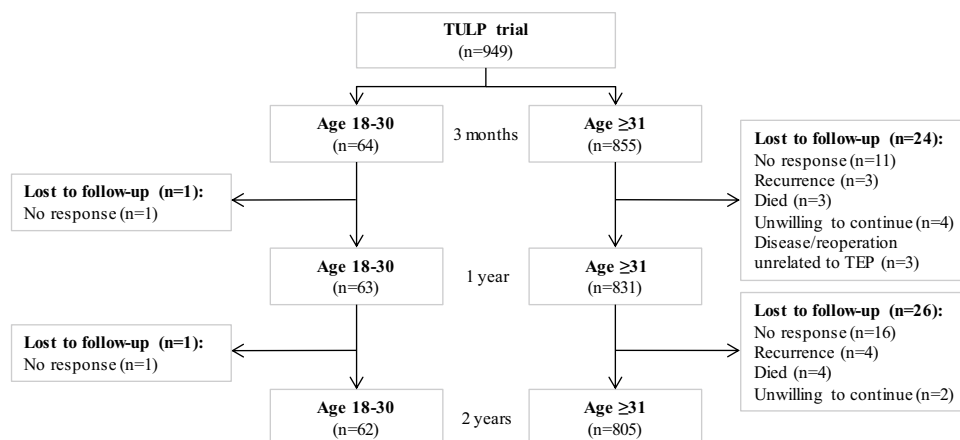 TULP trial
(n=949)
Age 18-30
(n=64)
3 months
Age ≥31
(n=855)
Lost to follow-up (n=1):
No response (n=1)
Lost to follow-up (n=24):
No response (n=11)
Recurrence (n=3)
Died (n=3)
Unwilling to continue (n=4)
Disease/reoperation
unrelated to TEP (n=3)
Age 18-30
(n=63)
1 year
Age ≥31
(n=831)
Lost to follow-up (n=1):
No response (n=1)
Lost to follow-up (n=26):
No response (n=16)
Recurrence (n=4)
Died (n=4)
Unwilling to continue (n=2)
Age 18-30
(n=62)
2 years
Age ≥31
(n=805)